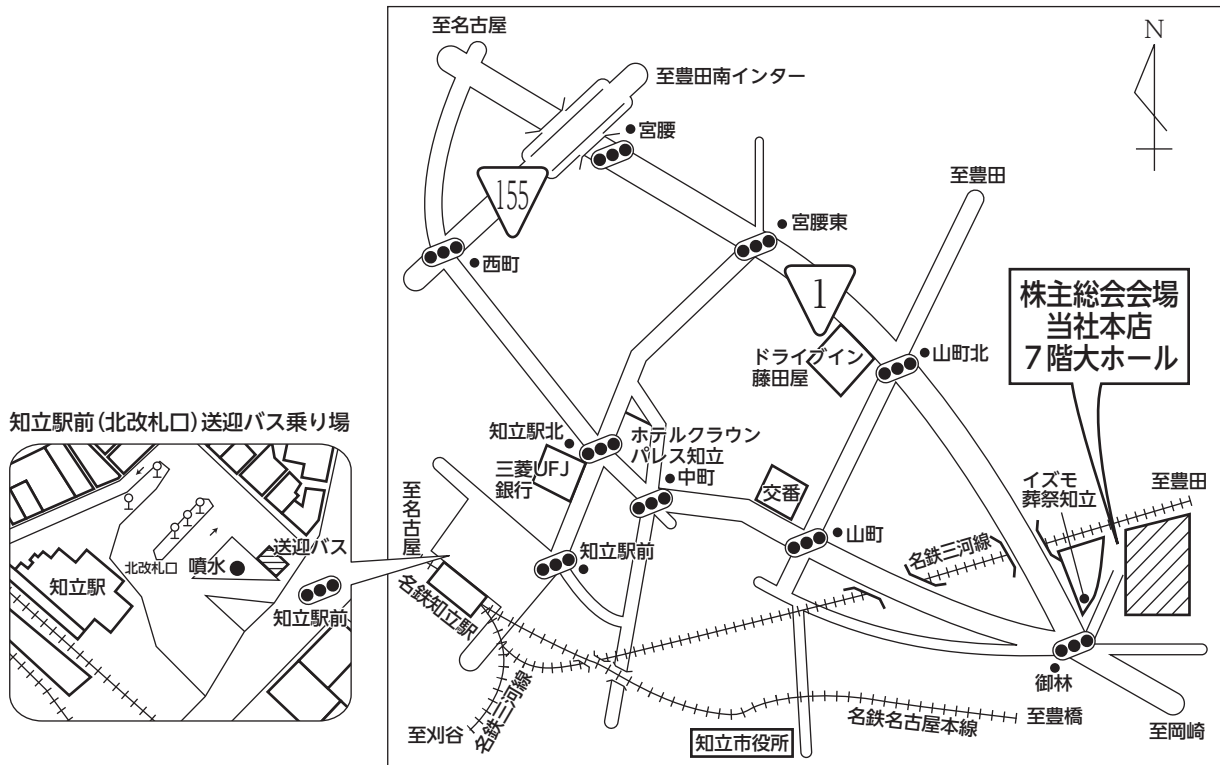 至名古屋
N
至豊田南インター
宮腰
155
至豊田
宮腰東
西町
1
株主総会会場
当社本店
7階大ホール
ドライブイン
藤田屋
山町北
知立駅前(北改札口)送迎バス乗り場
知立駅北
ホテルクラウン
パレス知立
三菱UFJ
銀行
中町
交番
イズモ
葬祭知立
至豊田
至名古屋
知立駅前
山町
名鉄三河線
送迎バス
北改札口
噴水
知立駅
知立駅前
名鉄知立駅
御林
名鉄三河線
至刈谷
知立市役所
名鉄名古屋本線
至豊橋
至岡崎